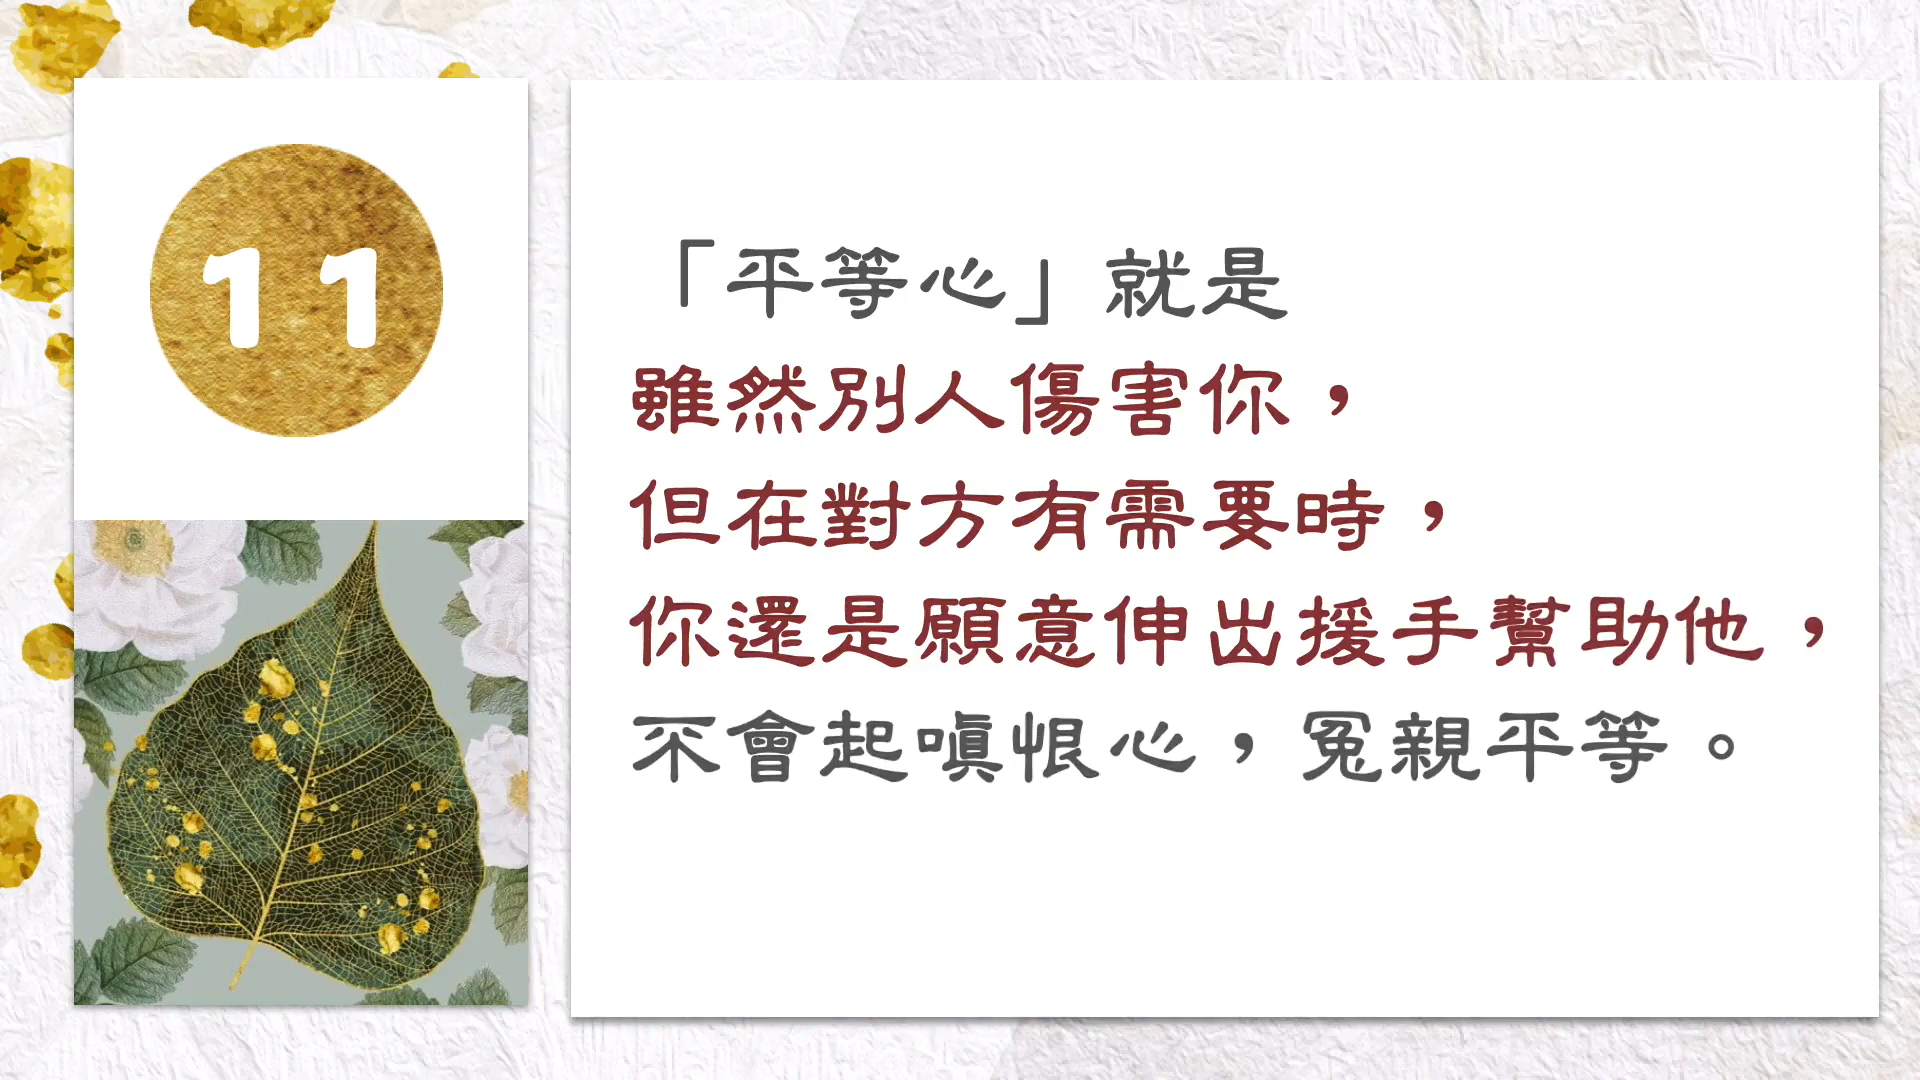 11
「平等心」就是
雖然別人傷害你，
但在對方有需要時，
你還是願意伸出援手幫助他，
不會起嗔恨心，冤親平等。